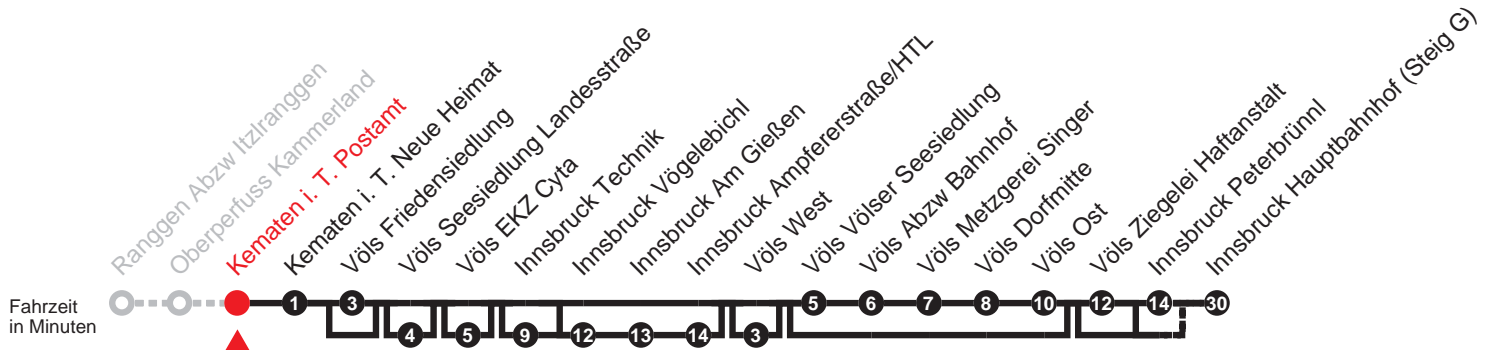 Ranggen Abzw Itzlranggen
Oberperfuss Kammerland
Kematen i. T. Postamt
Kematen i. T. Neue Heimat
Völs Friedensiedlung
Völs Seesiedlung Landesstraße
Völs EKZ Cyta
Innsbruck Technik
Innsbruck Vögelebichl
Innsbruck Am Gießen
Innsbruck Ampfererstraße/HTL
Völs West
Völs Völser Seesiedlung
Völs Abzw Bahnhof
Völs Metzgerei Singer
Völs Dorfmitte
Völs Ost
Völs Ziegelei Haftanstalt
Innsbruck Peterbrünnl
Innsbruck Hauptbahnhof (Steig G)
Fahrzeit
in Minuten
1 3 5 6 7 8 10 12 14 30
4 5 9 12 13 14 3